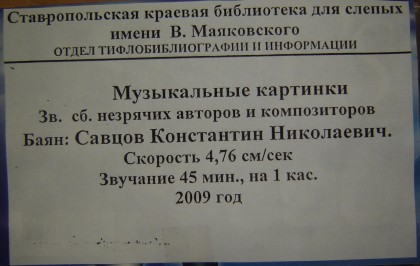 Ставропольская краевая библиотека для слепых
имени В. Маяковского
ОТДЕЛ ТИФЛОБИБЛИОГРАФИИ И ИНФОРМАЦИИ
Музыкальные картинки
Зв. сб. незрячих авторов и композиторов
Баян: Савцов Константин Николаевич.
Скорость 4,76 см/сек
Звучание 45 мин., на 1 кас.
2009 год